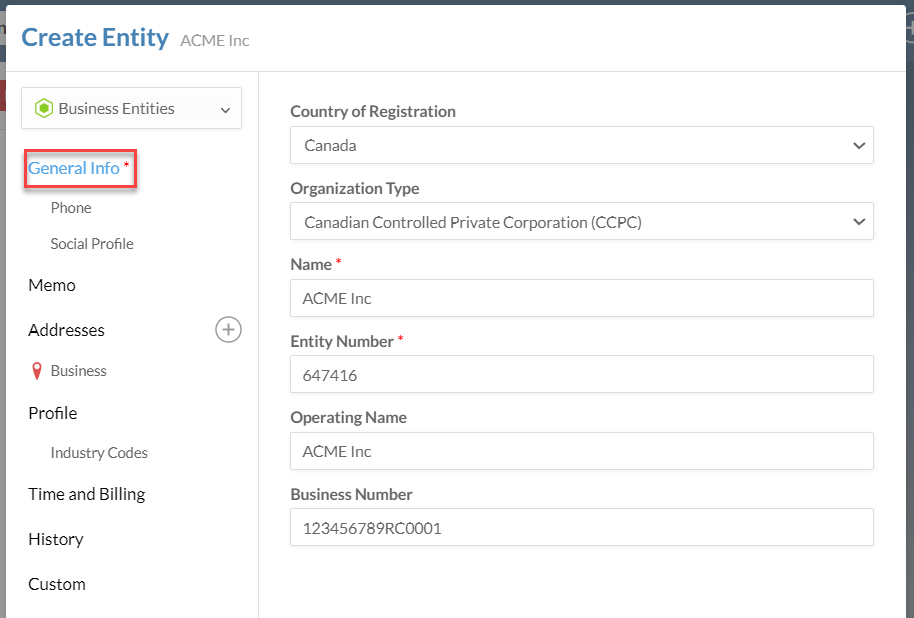 Create Entity ACME Inc
Business Entities
General Info *
Phone
Social Profile
Memo
Addresses
Business
Profile
Industry Codes
Time and Billing
History
Custom
Country of Registration
Canada
Organization Type
Canadian Controlled Private Corporation (CCPC)
Name *
ACME Inc
Entity Number *
647416
Operating Name
ACME Inc
Business Number
123456789RC0001